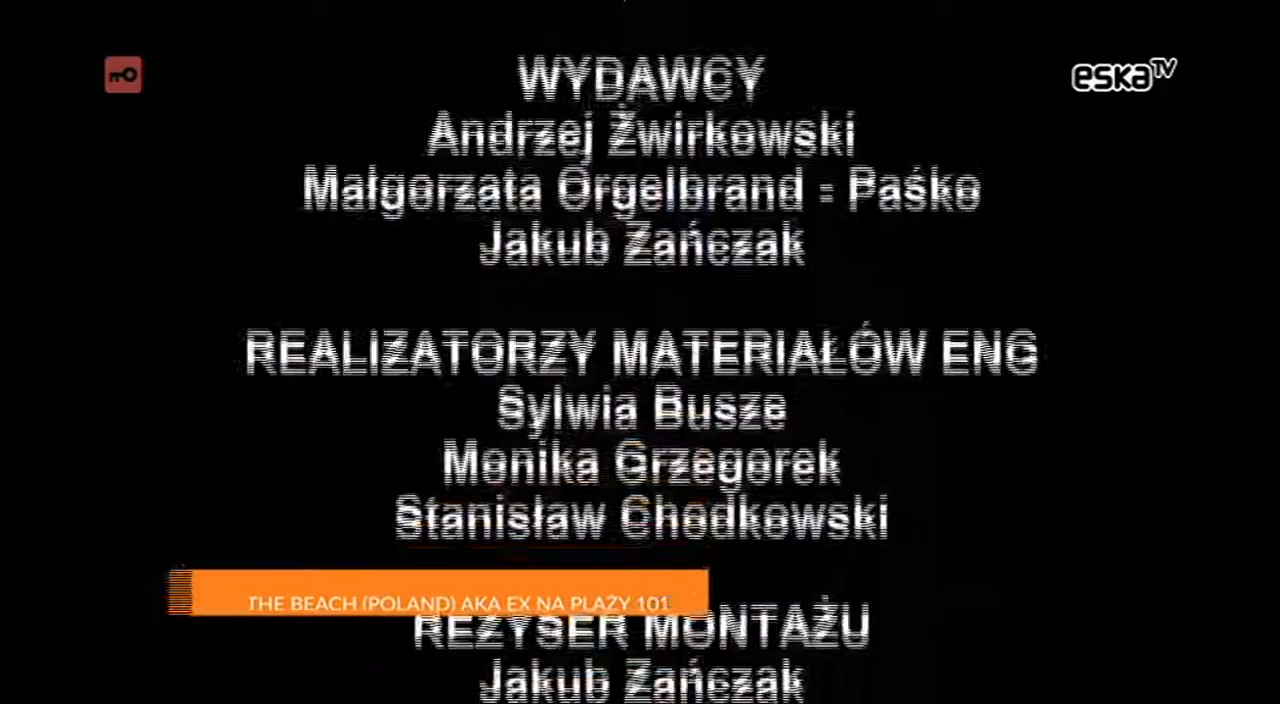 WYDAWCY
eska TV
Andrzej Żwirkowski
Małgorzata Orgelbrand - Paśko
Jakub Zańczak
REALIZATORZY MATERIAŁÓW ENG
Sylwia Busze
Monika Grzegorek
Stanisław Chodkowski
THE BEACH (POLAND) AKA EX NA PLAŻY 101
REŻYSER MONTAŻU
Jakub Zańczak